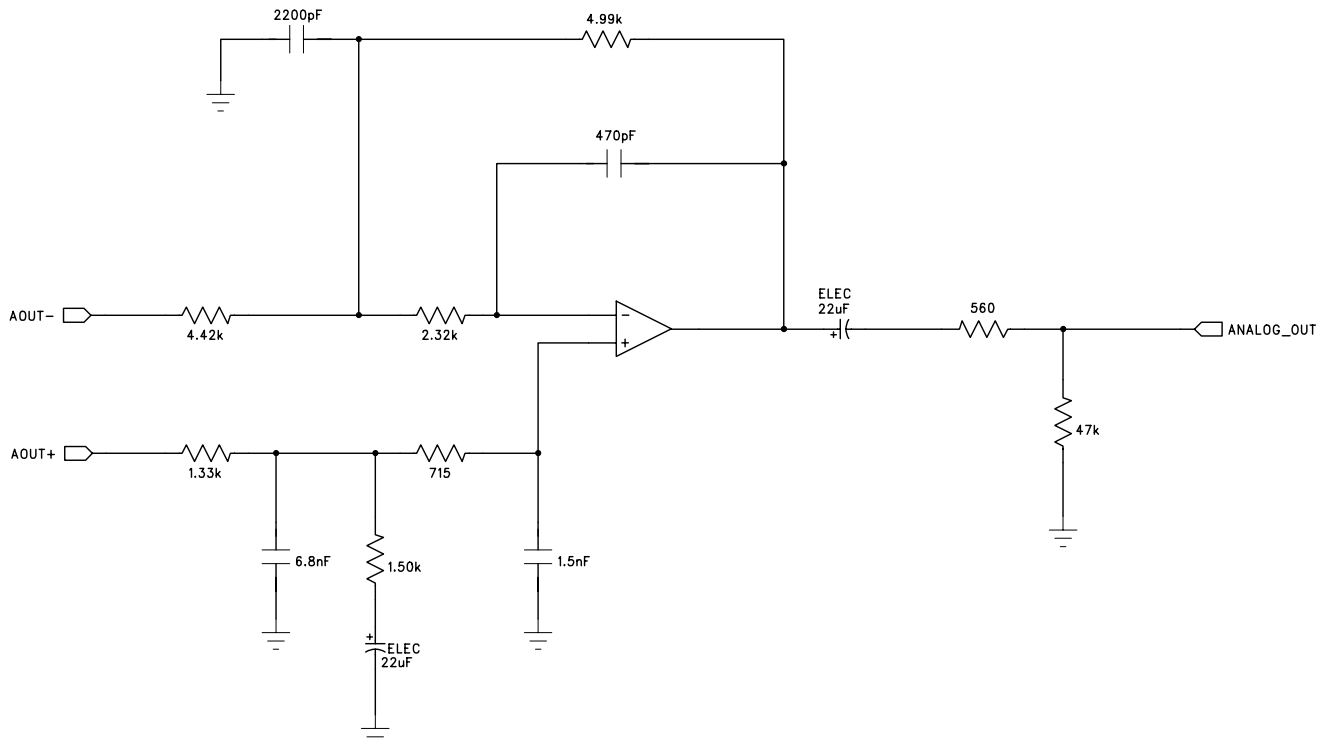 2200pF
4.99k
470pF
AOUT-
4.42k
2.32k
-
+
ELEC
22uF
+
560
ANALOG_OUT
47k
AOUT+
1.33k
715
6.8nF
1.50k
1.5nF
+
ELEC
22uF